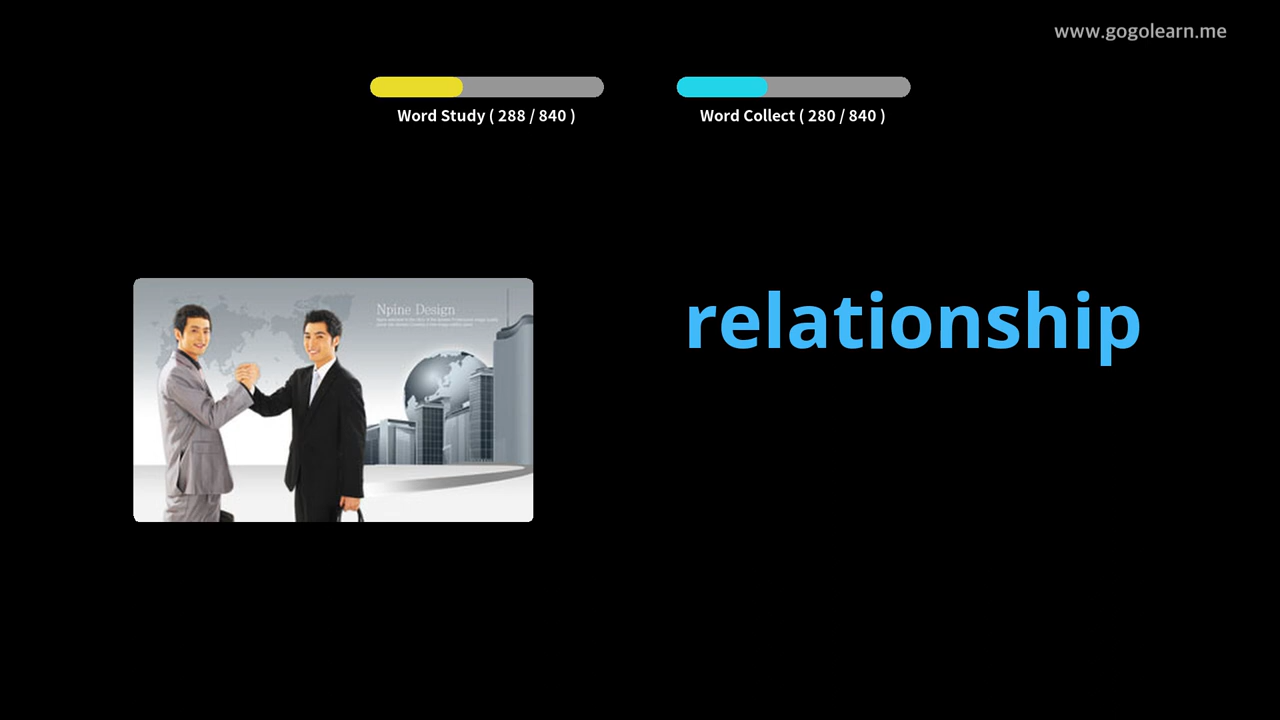 www.gogolearn.me
Word Study ( 288 / 840 )
Word Collect ( 280 / 840 )
Npine Design
relationship